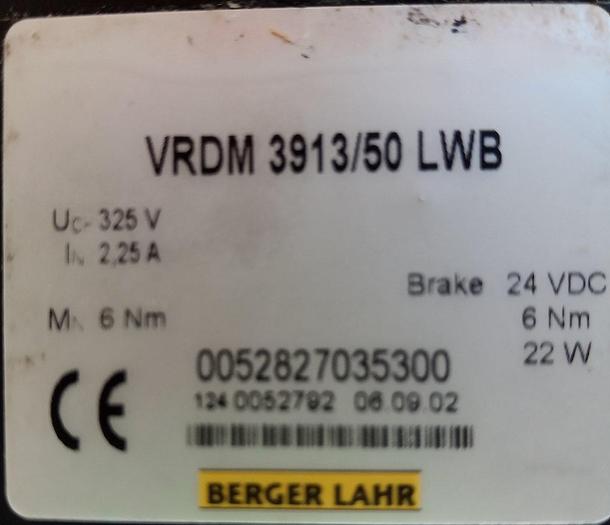 VRDM 3913/50 LWB
UC- 325 V
IN 2,25 A
Brake 24 VDC
MN 6 Nm
6 Nm
22 W
0052827035300
124 0052792 06.09.02
CE
BERGER LAHR